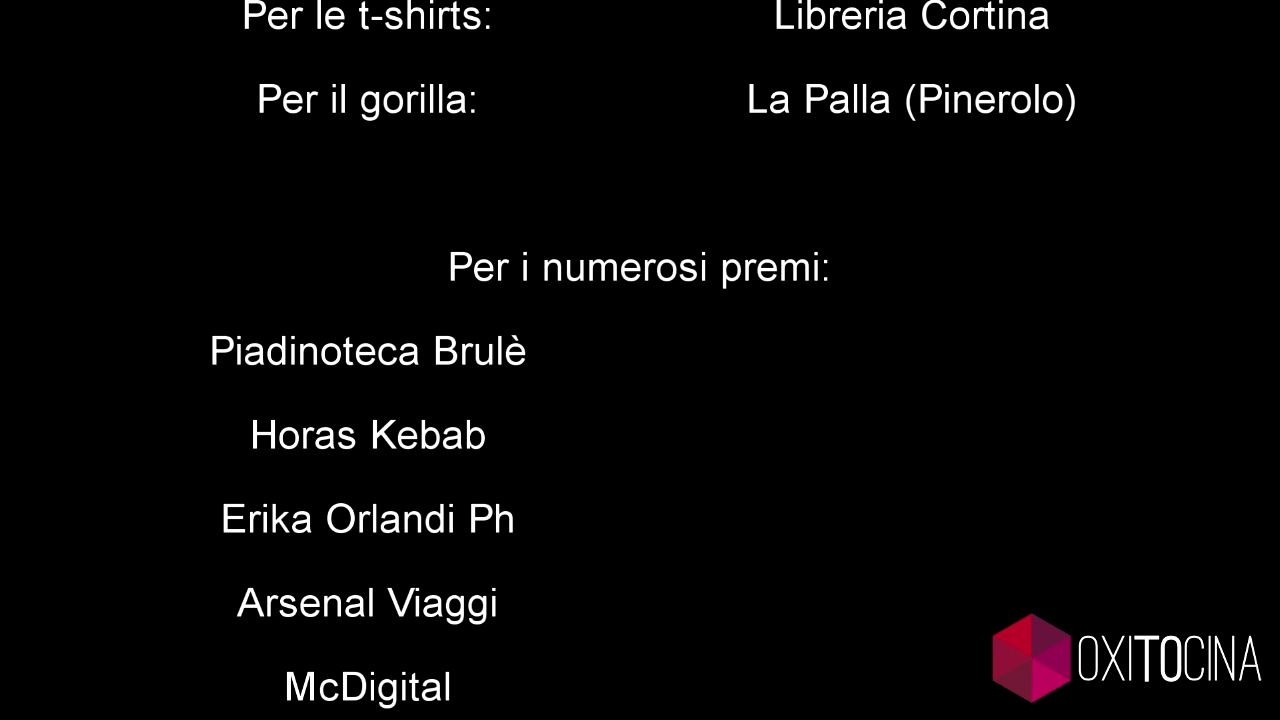 Per le t-shirts: Libreria Cortina
Per il gorilla: La Palla (Pinerolo)
Per i numerosi premi:
Piadinoteca Brulè
Horas Kebab
Erika Orlandi Ph
Arsenal Viaggi
McDigital
OXITOCINA